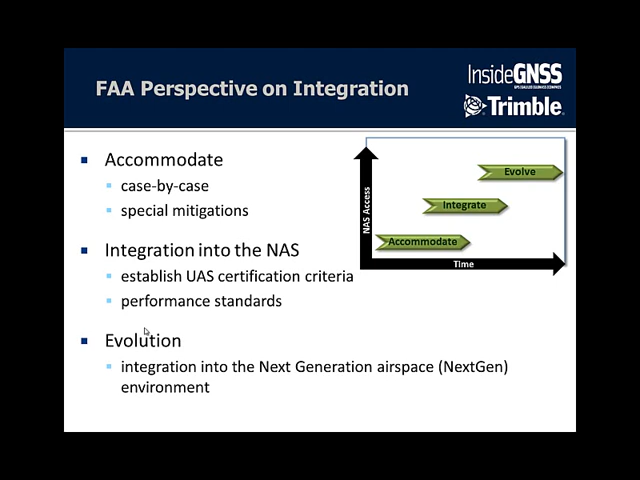 FAA Perspective on Integration
InsideGNSS
Trimble
Accommodate
case-by-case
special mitigations
Integration into the NAS
establish UAS certification criteria
performance standards
Evolution
integration into the Next Generation airspace (NextGen)
environment
NAS Access
Evolve
Integrate
Accommodate
Time